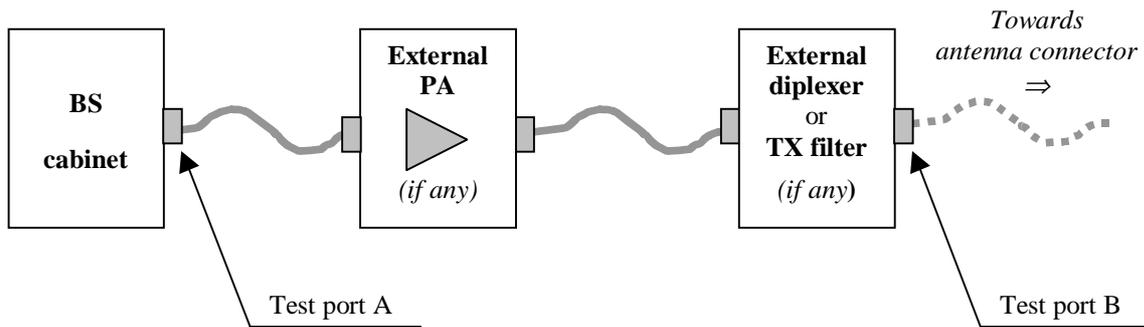 BS
cabinet
External
PA
(if any)
External
diplexer
or
TX filter
(if any)
Towards
antenna connector
⇒
Test port A
Test port B